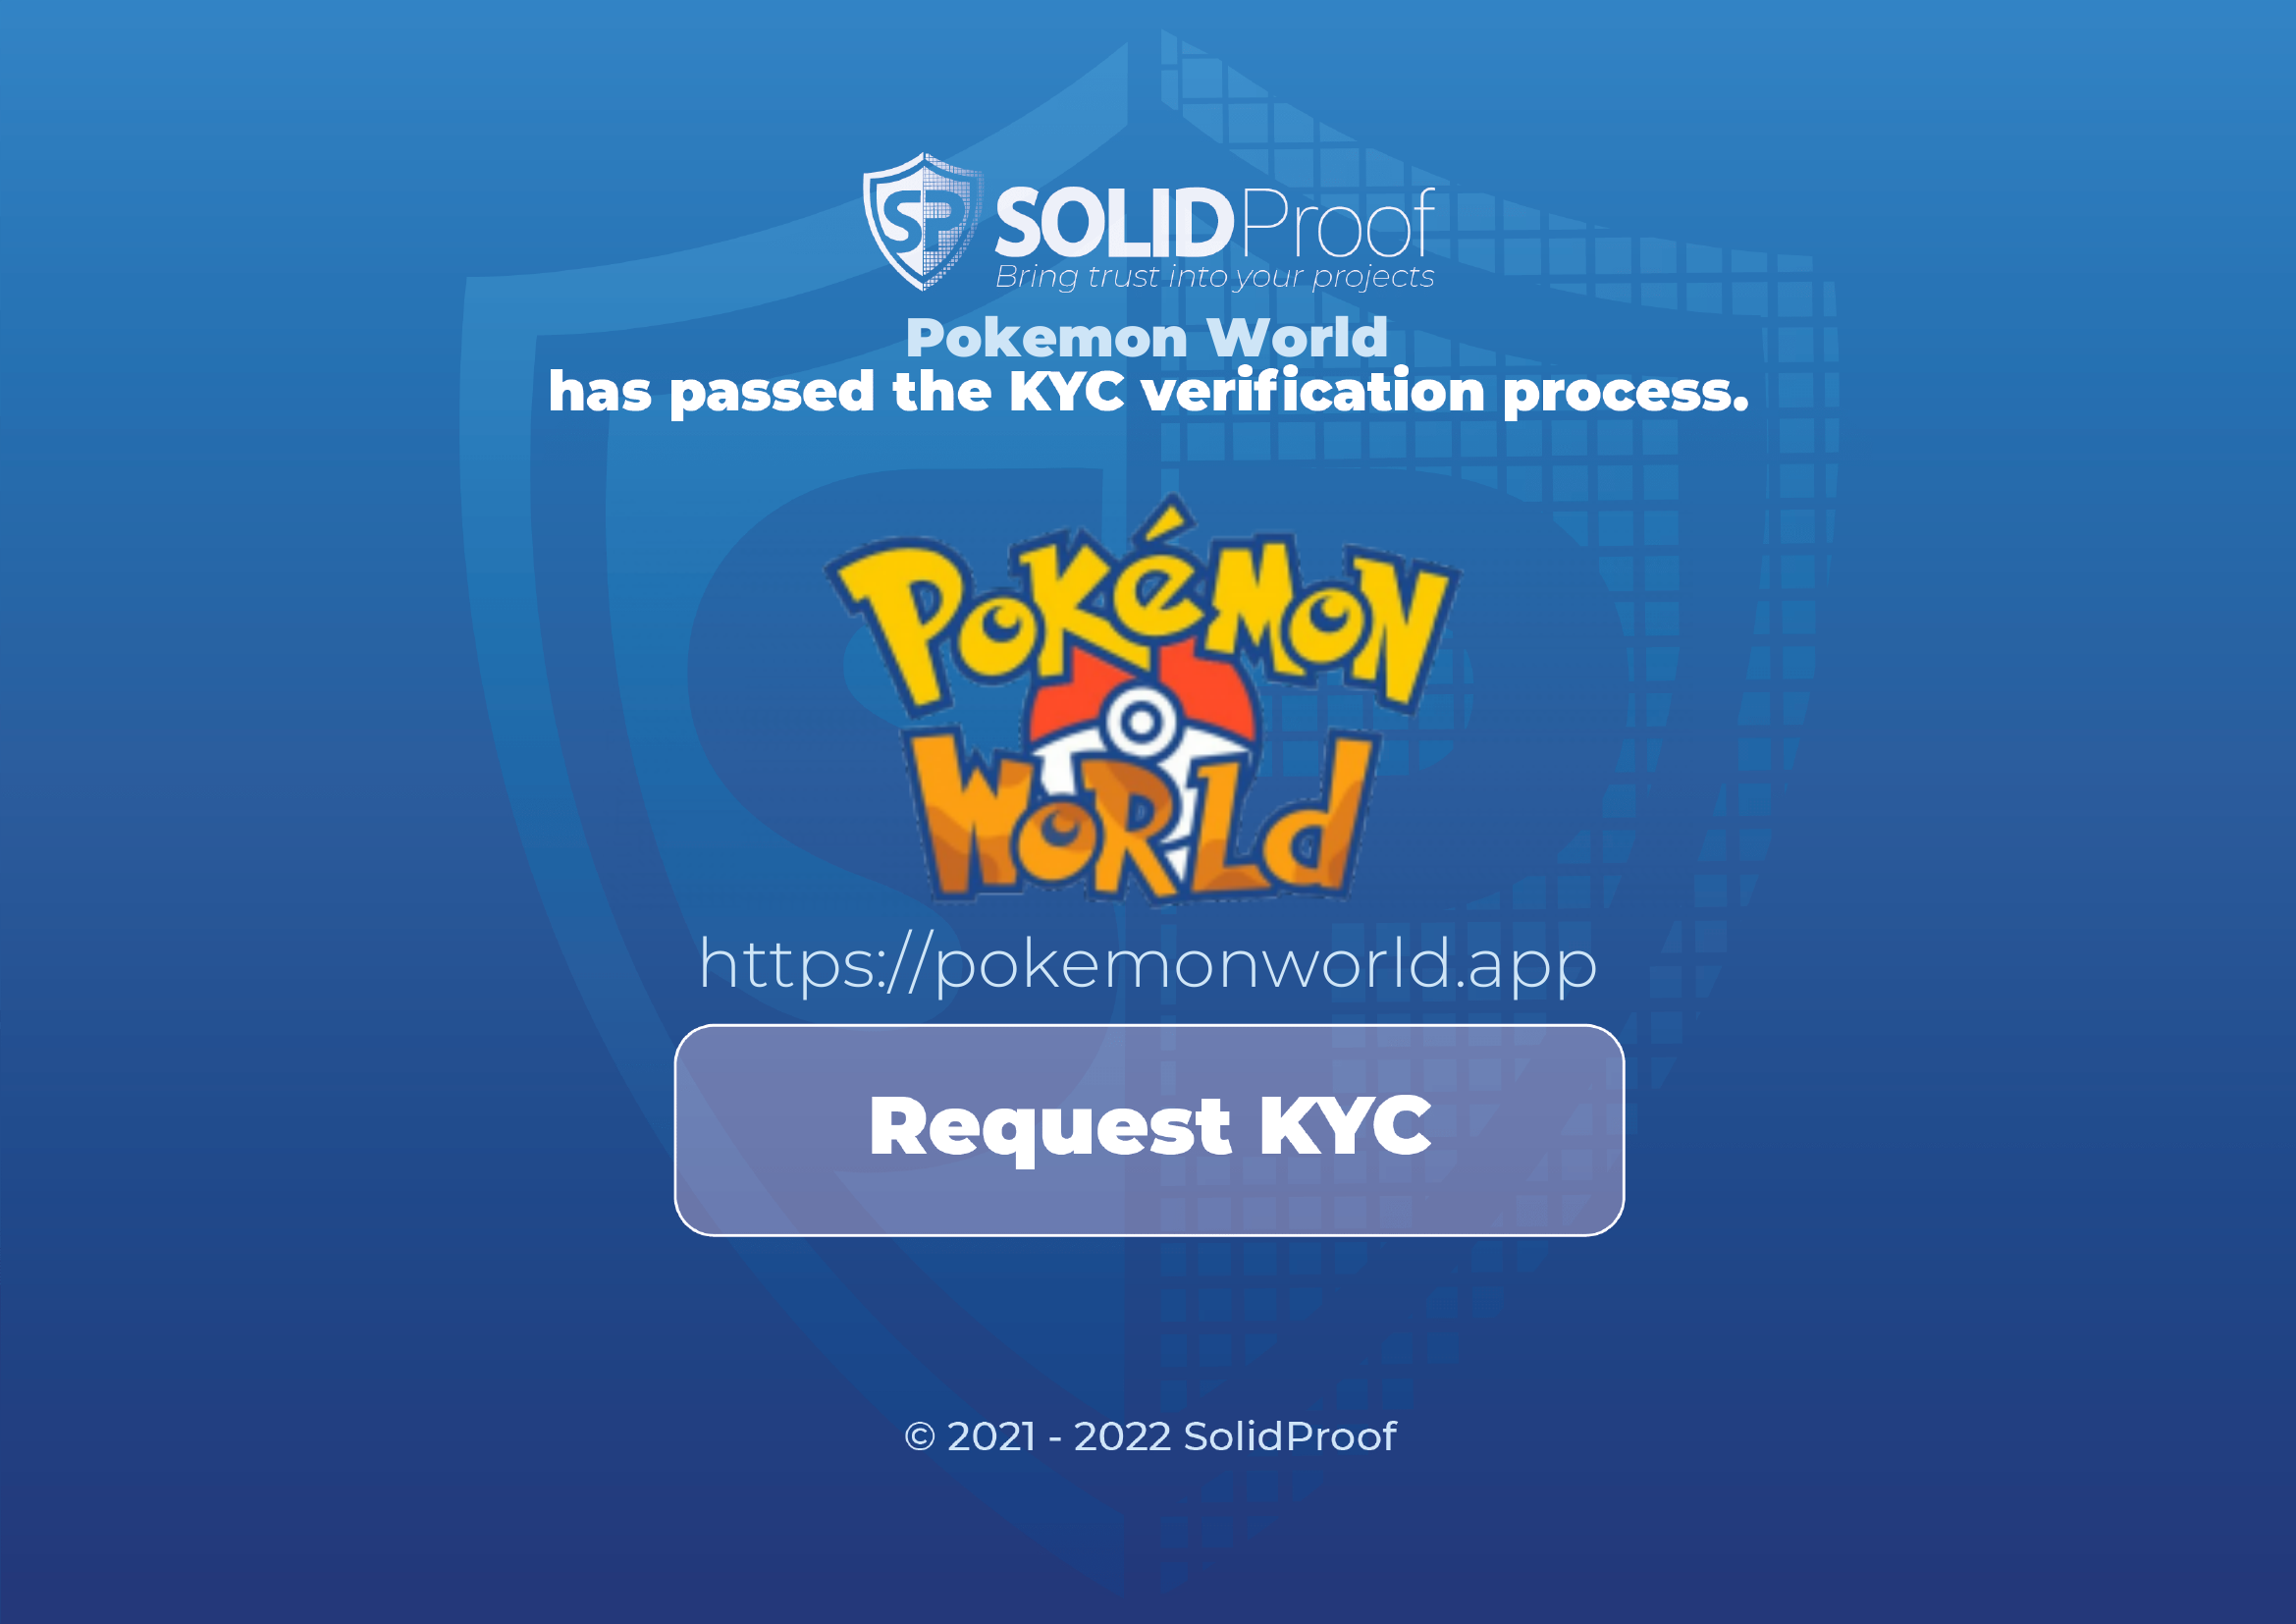 SP SOLIDProof
Bring trust into your projects
Pokemon World
has passed the KYC verification process.
POKéMON
WORLd
https://pokemonworld.app
Request KYC
© 2021 - 2022 SolidProof